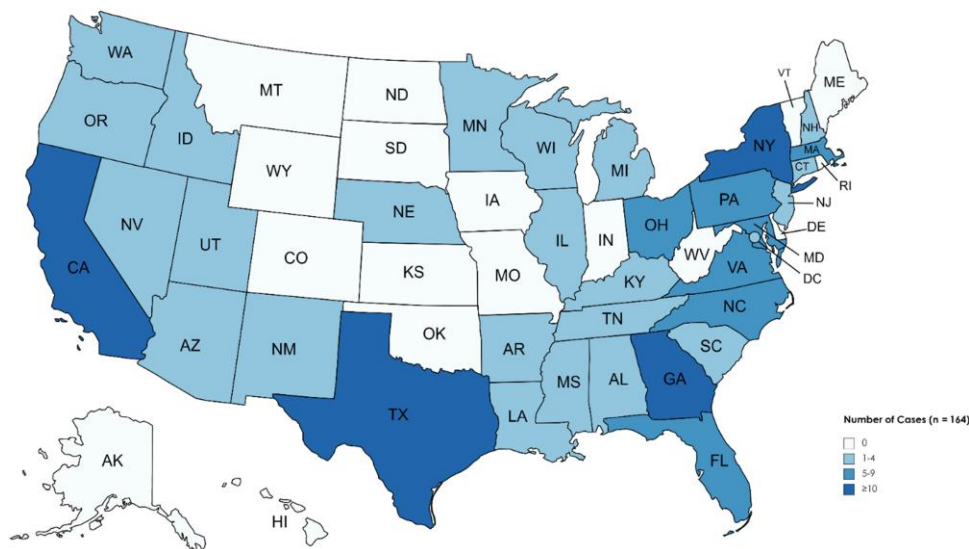 WA
MT
ND
MN
VT
ME
OR
ID
SD
WI
NH
NY
MA
WY
MI
CT
RI
IA
PA
NJ
NE
NV
OH
DE
UT
IL
IN
MD
CA
CO
WV
VA
DC
KS
MO
KY
NC
TN
AZ
NM
OK
AR
SC
MS
AL
GA
TX
LA
Number of Cases (n = 164)
0
1-4
5-9
≥10
FL
AK
HI